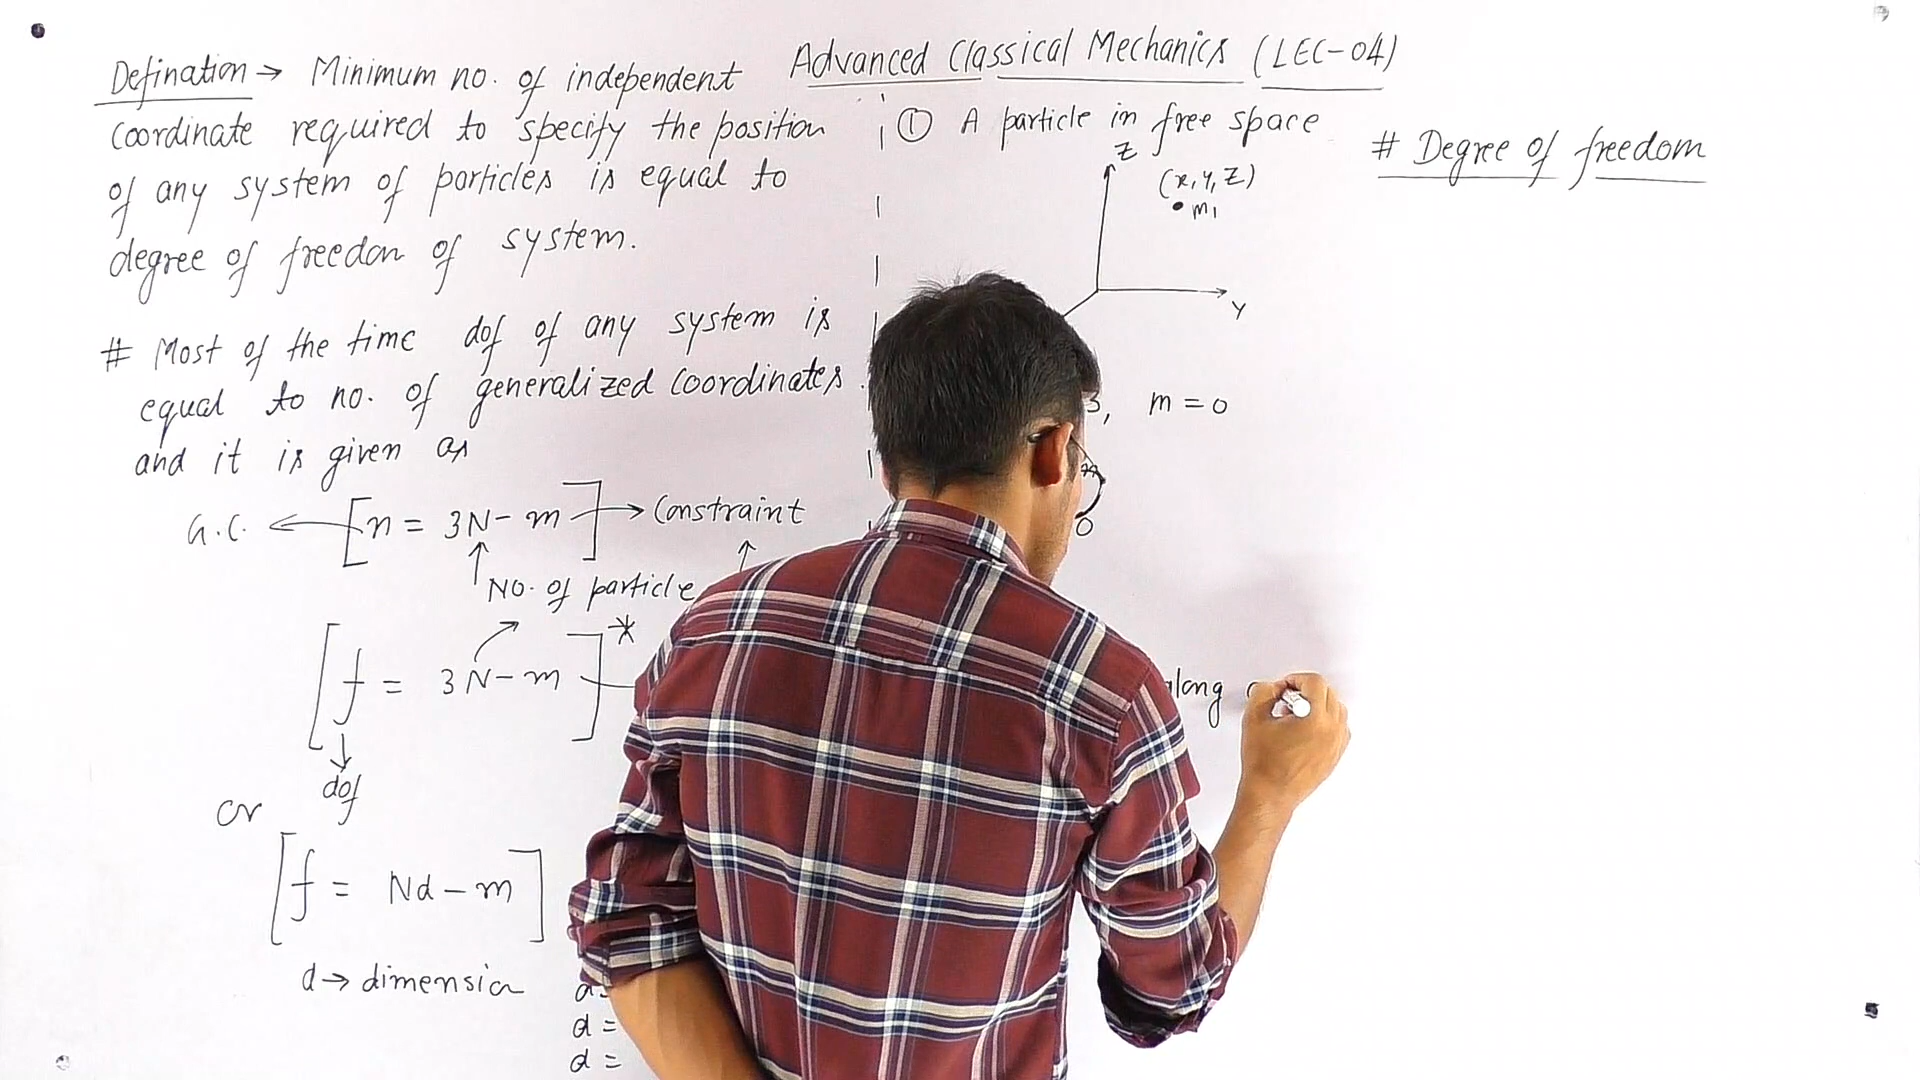 Advanced Classical Mechanics (LEC-04)
# Degree of freedom
Defination → Minimum no. of independent
coordinate required to specify the position
of any system of particles is equal to
degree of freedon of system.
# Most of the time dof of any system is
equal to no. of generalized coordinates.
and it is given as
G.C. ← [n = 3N - m] → Constraint
No. of particle
[f = 3N - m]*
dof
or
[f = Nd - m]
d → dimension
d =
d =
d =
① A particle in free space
Z
(x, y, z)
m1
Y
3, m = 0
0
along